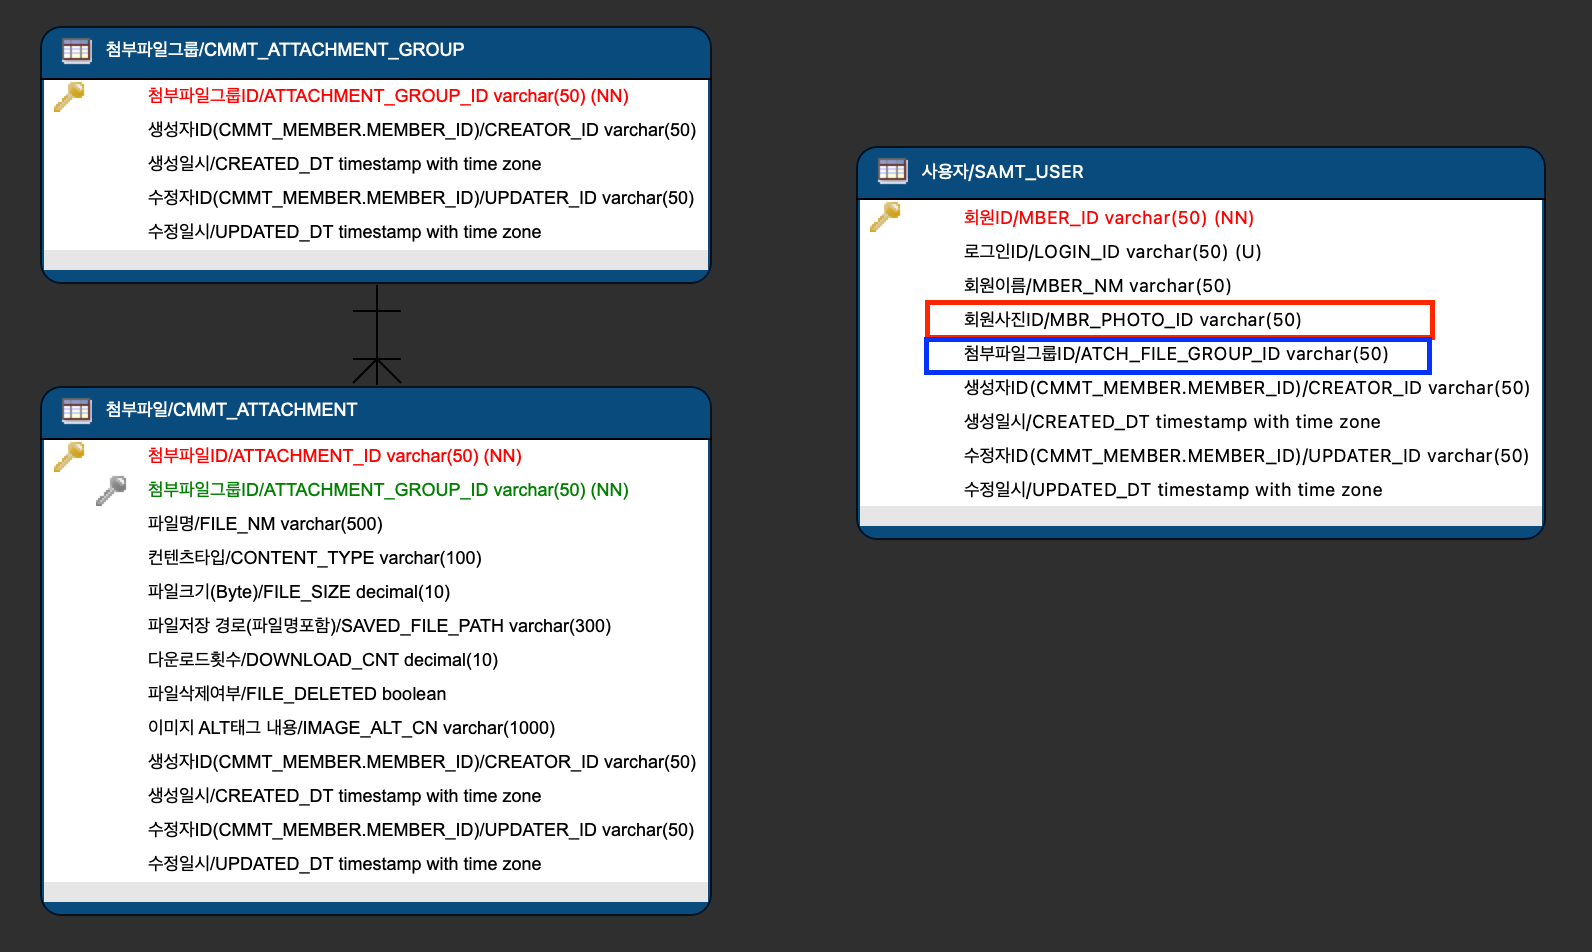 첨부파일그룹/CMMT_ATTACHMENT_GROUP
첨부파일그룹ID/ATTACHMENT_GROUP_ID varchar(50) (NN)
생성자ID(CMMT_MEMBER.MEMBER_ID)/CREATOR_ID varchar(50)
생성일시/CREATED_DT timestamp with time zone
수정자ID(CMMT_MEMBER.MEMBER_ID)/UPDATER_ID varchar(50)
수정일시/UPDATED_DT timestamp with time zone
첨부파일/CMMT_ATTACHMENT
첨부파일ID/ATTACHMENT_ID varchar(50) (NN)
첨부파일그룹ID/ATTACHMENT_GROUP_ID varchar(50) (NN)
파일명/FILE_NM varchar(500)
컨텐츠타입/CONTENT_TYPE varchar(100)
파일크기(Byte)/FILE_SIZE decimal(10)
파일저장 경로(파일명포함)/SAVED_FILE_PATH varchar(300)
다운로드횟수/DOWNLOAD_CNT decimal(10)
파일삭제여부/FILE_DELETED boolean
이미지 ALT태그 내용/IMAGE_ALT_CN varchar(1000)
생성자ID(CMMT_MEMBER.MEMBER_ID)/CREATOR_ID varchar(50)
생성일시/CREATED_DT timestamp with time zone
수정자ID(CMMT_MEMBER.MEMBER_ID)/UPDATER_ID varchar(50)
수정일시/UPDATED_DT timestamp with time zone
사용자/SAMT_USER
회원ID/MBER_ID varchar(50) (NN)
로그인ID/LOGIN_ID varchar(50) (U)
회원이름/MBER_NM varchar(50)
회원사진ID/MBR_PHOTO_ID varchar(50)
첨부파일그룹ID/ATCH_FILE_GROUP_ID varchar(50)
생성자ID(CMMT_MEMBER.MEMBER_ID)/CREATOR_ID varchar(50)
생성일시/CREATED_DT timestamp with time zone
수정자ID(CMMT_MEMBER.MEMBER_ID)/UPDATER_ID varchar(50)
수정일시/UPDATED_DT timestamp with time zone